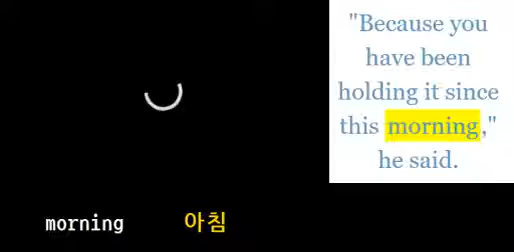 "Because you
have been
holding it since
this morning,"
he said.
morning 아침